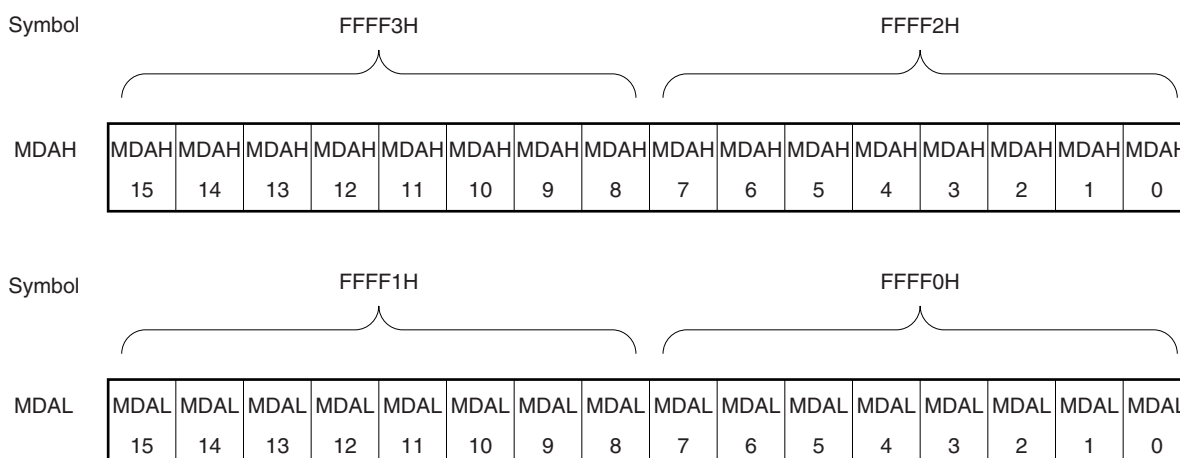 Symbol FFFF3H FFFF2H
MDAH MDAH MDAH MDAH MDAH MDAH MDAH MDAH MDAH MDAH MDAH MDAH MDAH MDAH MDAH MDAH MDAH
15 14 13 12 11 10 9 8 7 6 5 4 3 2 1 0
Symbol FFFF1H FFFF0H
MDAL MDAL MDAL MDAL MDAL MDAL MDAL MDAL MDAL MDAL MDAL MDAL MDAL MDAL MDAL MDAL MDAL
15 14 13 12 11 10 9 8 7 6 5 4 3 2 1 0